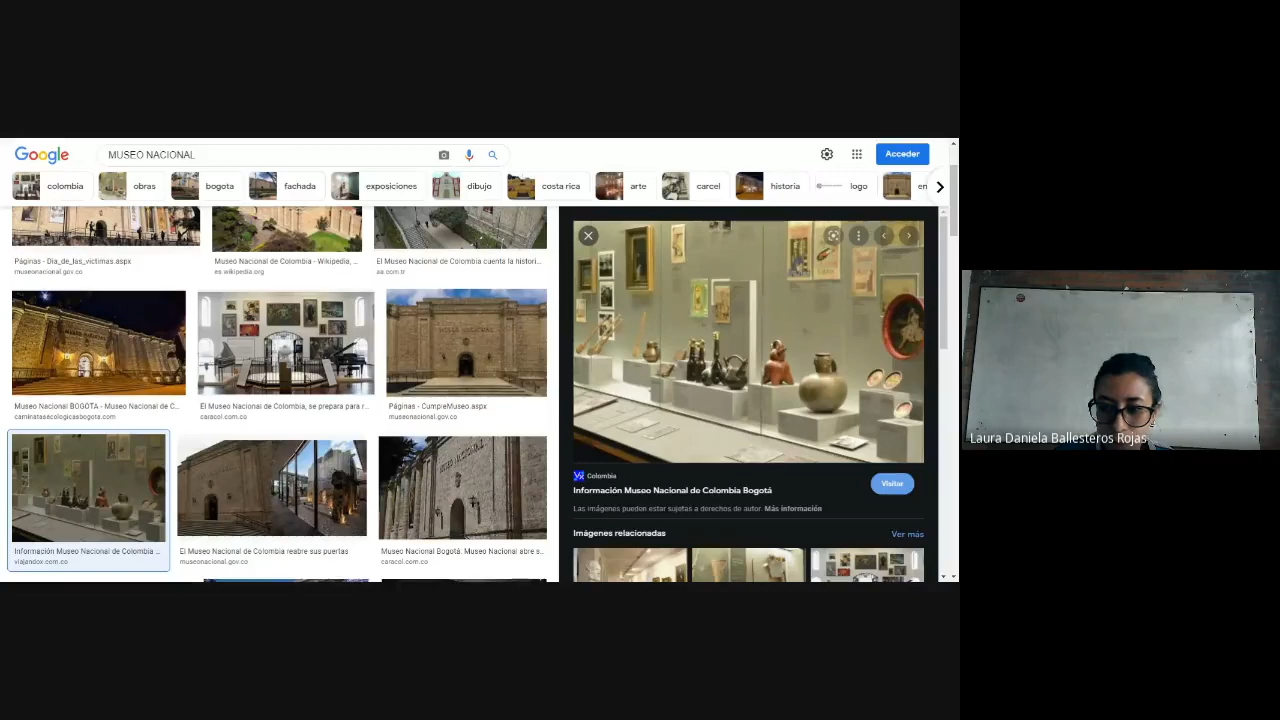 Google
MUSEO NACIONAL
Acceder
colombia
obras
bogota
fachada
exposiciones
dibujo
costa rica
arte
carcel
historia
logo
en
Páginas - Día_de_las_victimas.aspx
museonacional.gov.co
Museo Nacional de Colombia - Wikipedia, ...
es.wikipedia.org
El Museo Nacional de Colombia cuenta la histori...
aa.com.tr
Museo Nacional BOGOTA - Museo Nacional de C...
caminatasecologicasbogota.com
El Museo Nacional de Colombia, se prepara para r...
caracol.com.co
Páginas - CumpleMuseo.aspx
museonacional.gov.co
Información Museo Nacional de Colombia ...
viajandox.com.co
El Museo Nacional de Colombia reabre sus puertas
museonacional.gov.co
Museo Nacional Bogotá: Museo Nacional abre s...
caracol.com.co
Colombia
Información Museo Nacional de Colombia Bogotá
Visitar
Las imágenes pueden estar sujetas a derechos de autor. Más información
Imágenes relacionadas
Ver más
Laura Daniela Ballesteros Rojas